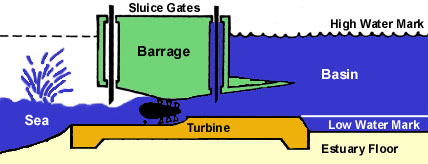 Sluice Gates
High Water Mark
Barrage
Basin
Sea
Turbine
Low Water Mark
Estuary Floor